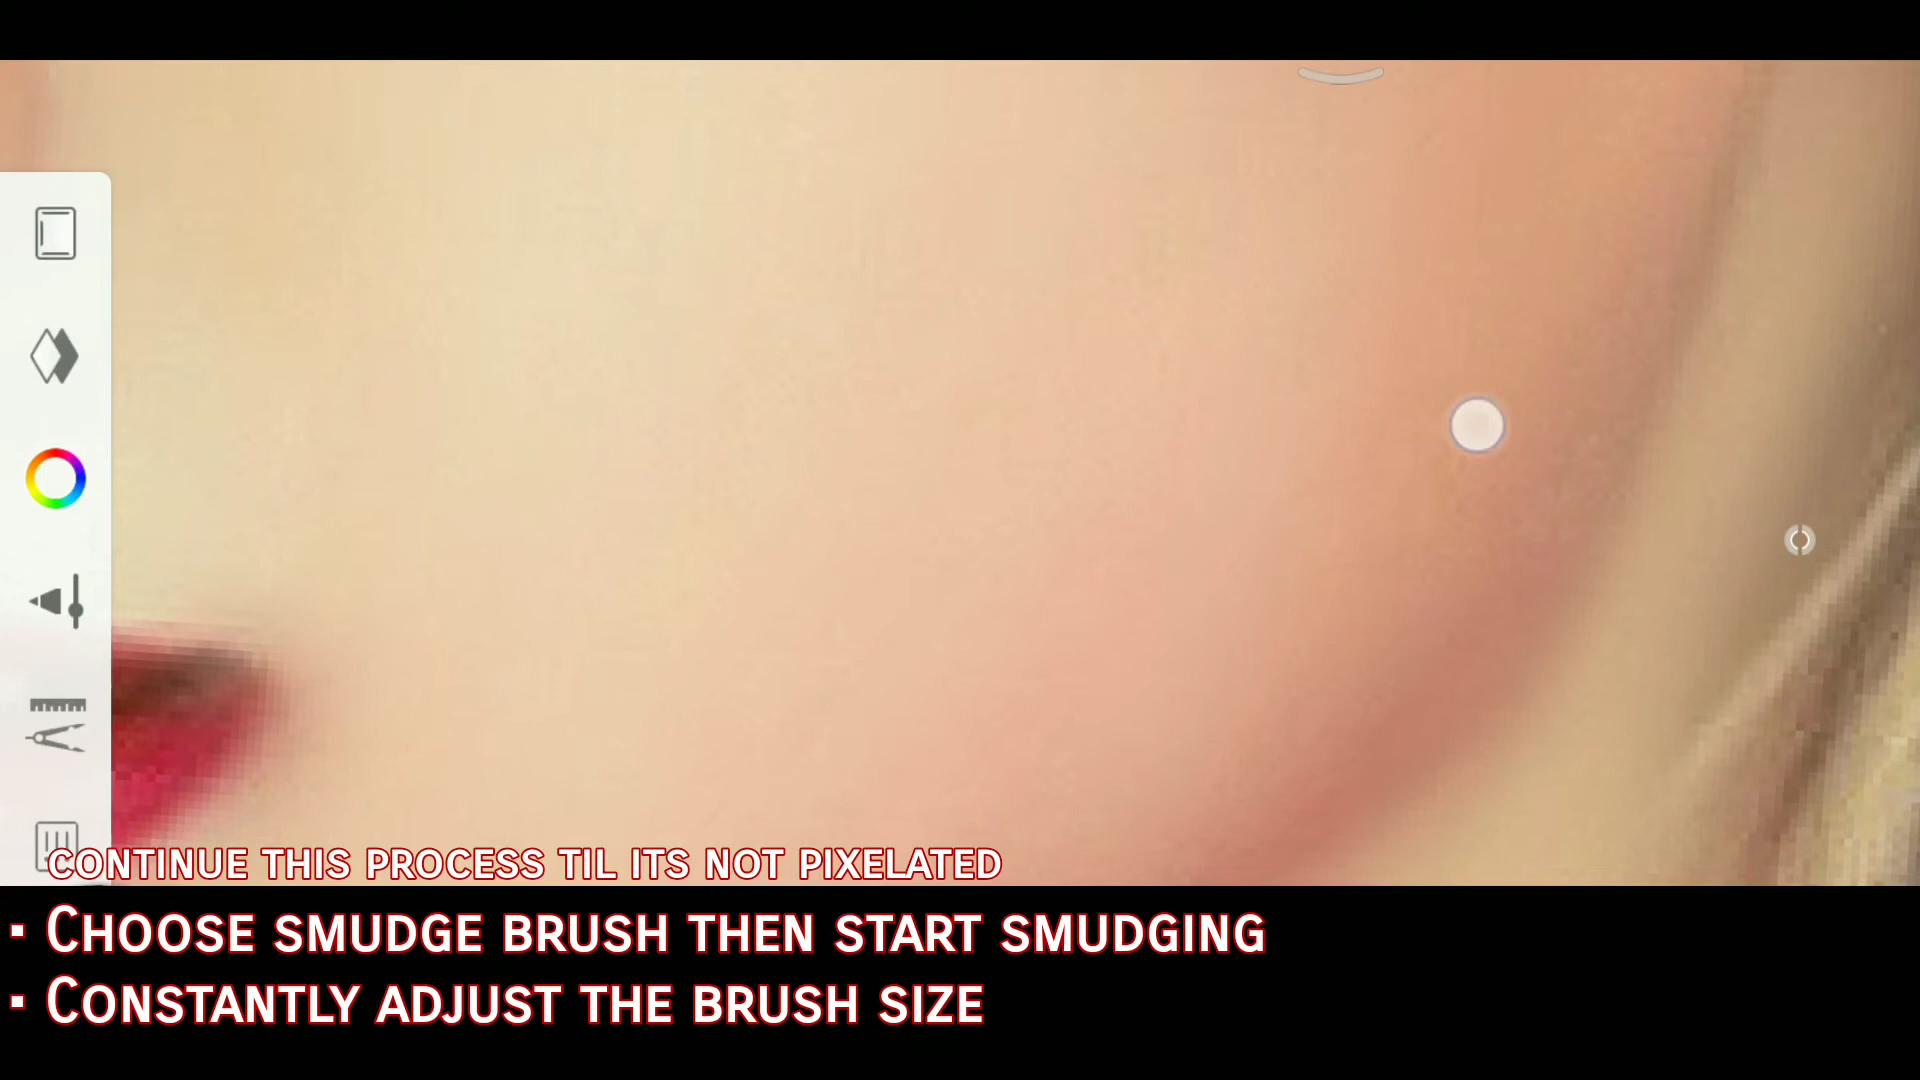 CONTINUE THIS PROCESS TIL ITS NOT PIXELATED
▪ CHOOSE SMUDGE BRUSH THEN START SMUDGING
▪ CONSTANTLY ADJUST THE BRUSH SIZE